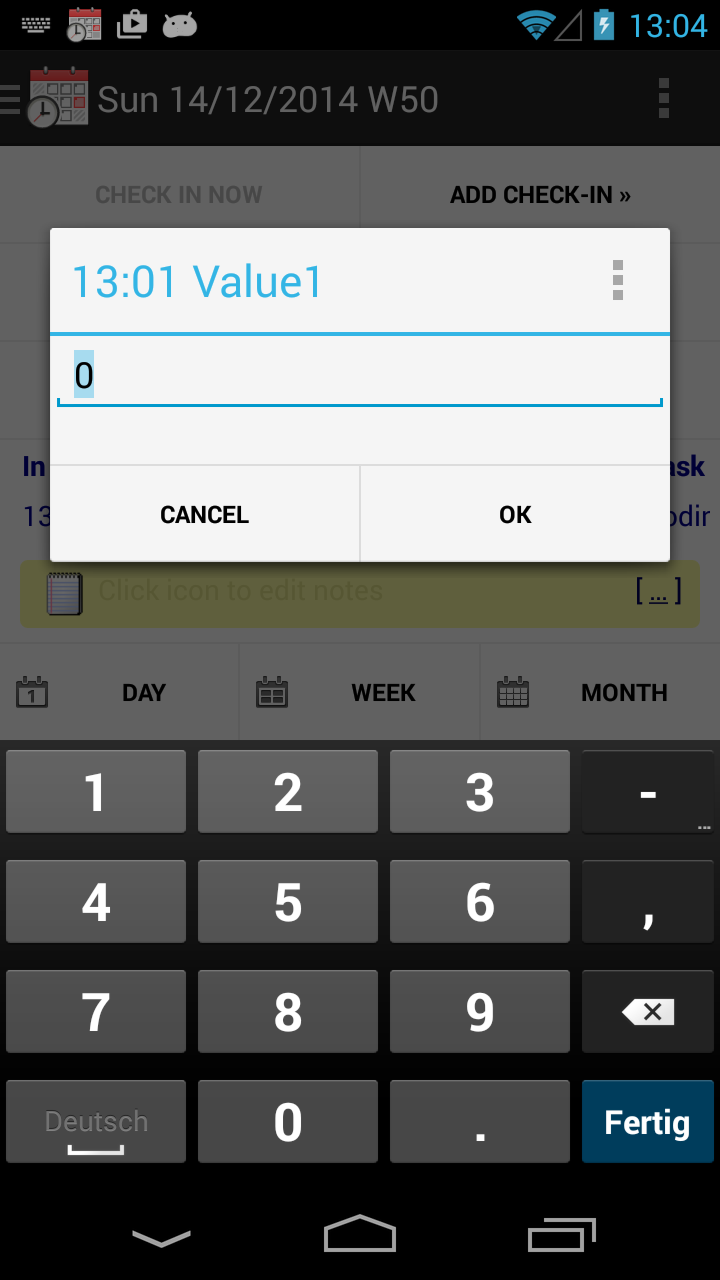 13:04
Sun 14/12/2014 W50
CHECK IN NOW
ADD CHECK-IN »
13:01 Value1
0
In
13
CANCEL
OK
Click icon to edit notes
[ ... ]
1
DAY
WEEK
MONTH
1 2 3 -
...
4 5 6 ,
7 8 9
Deutsch 0 . Fertig